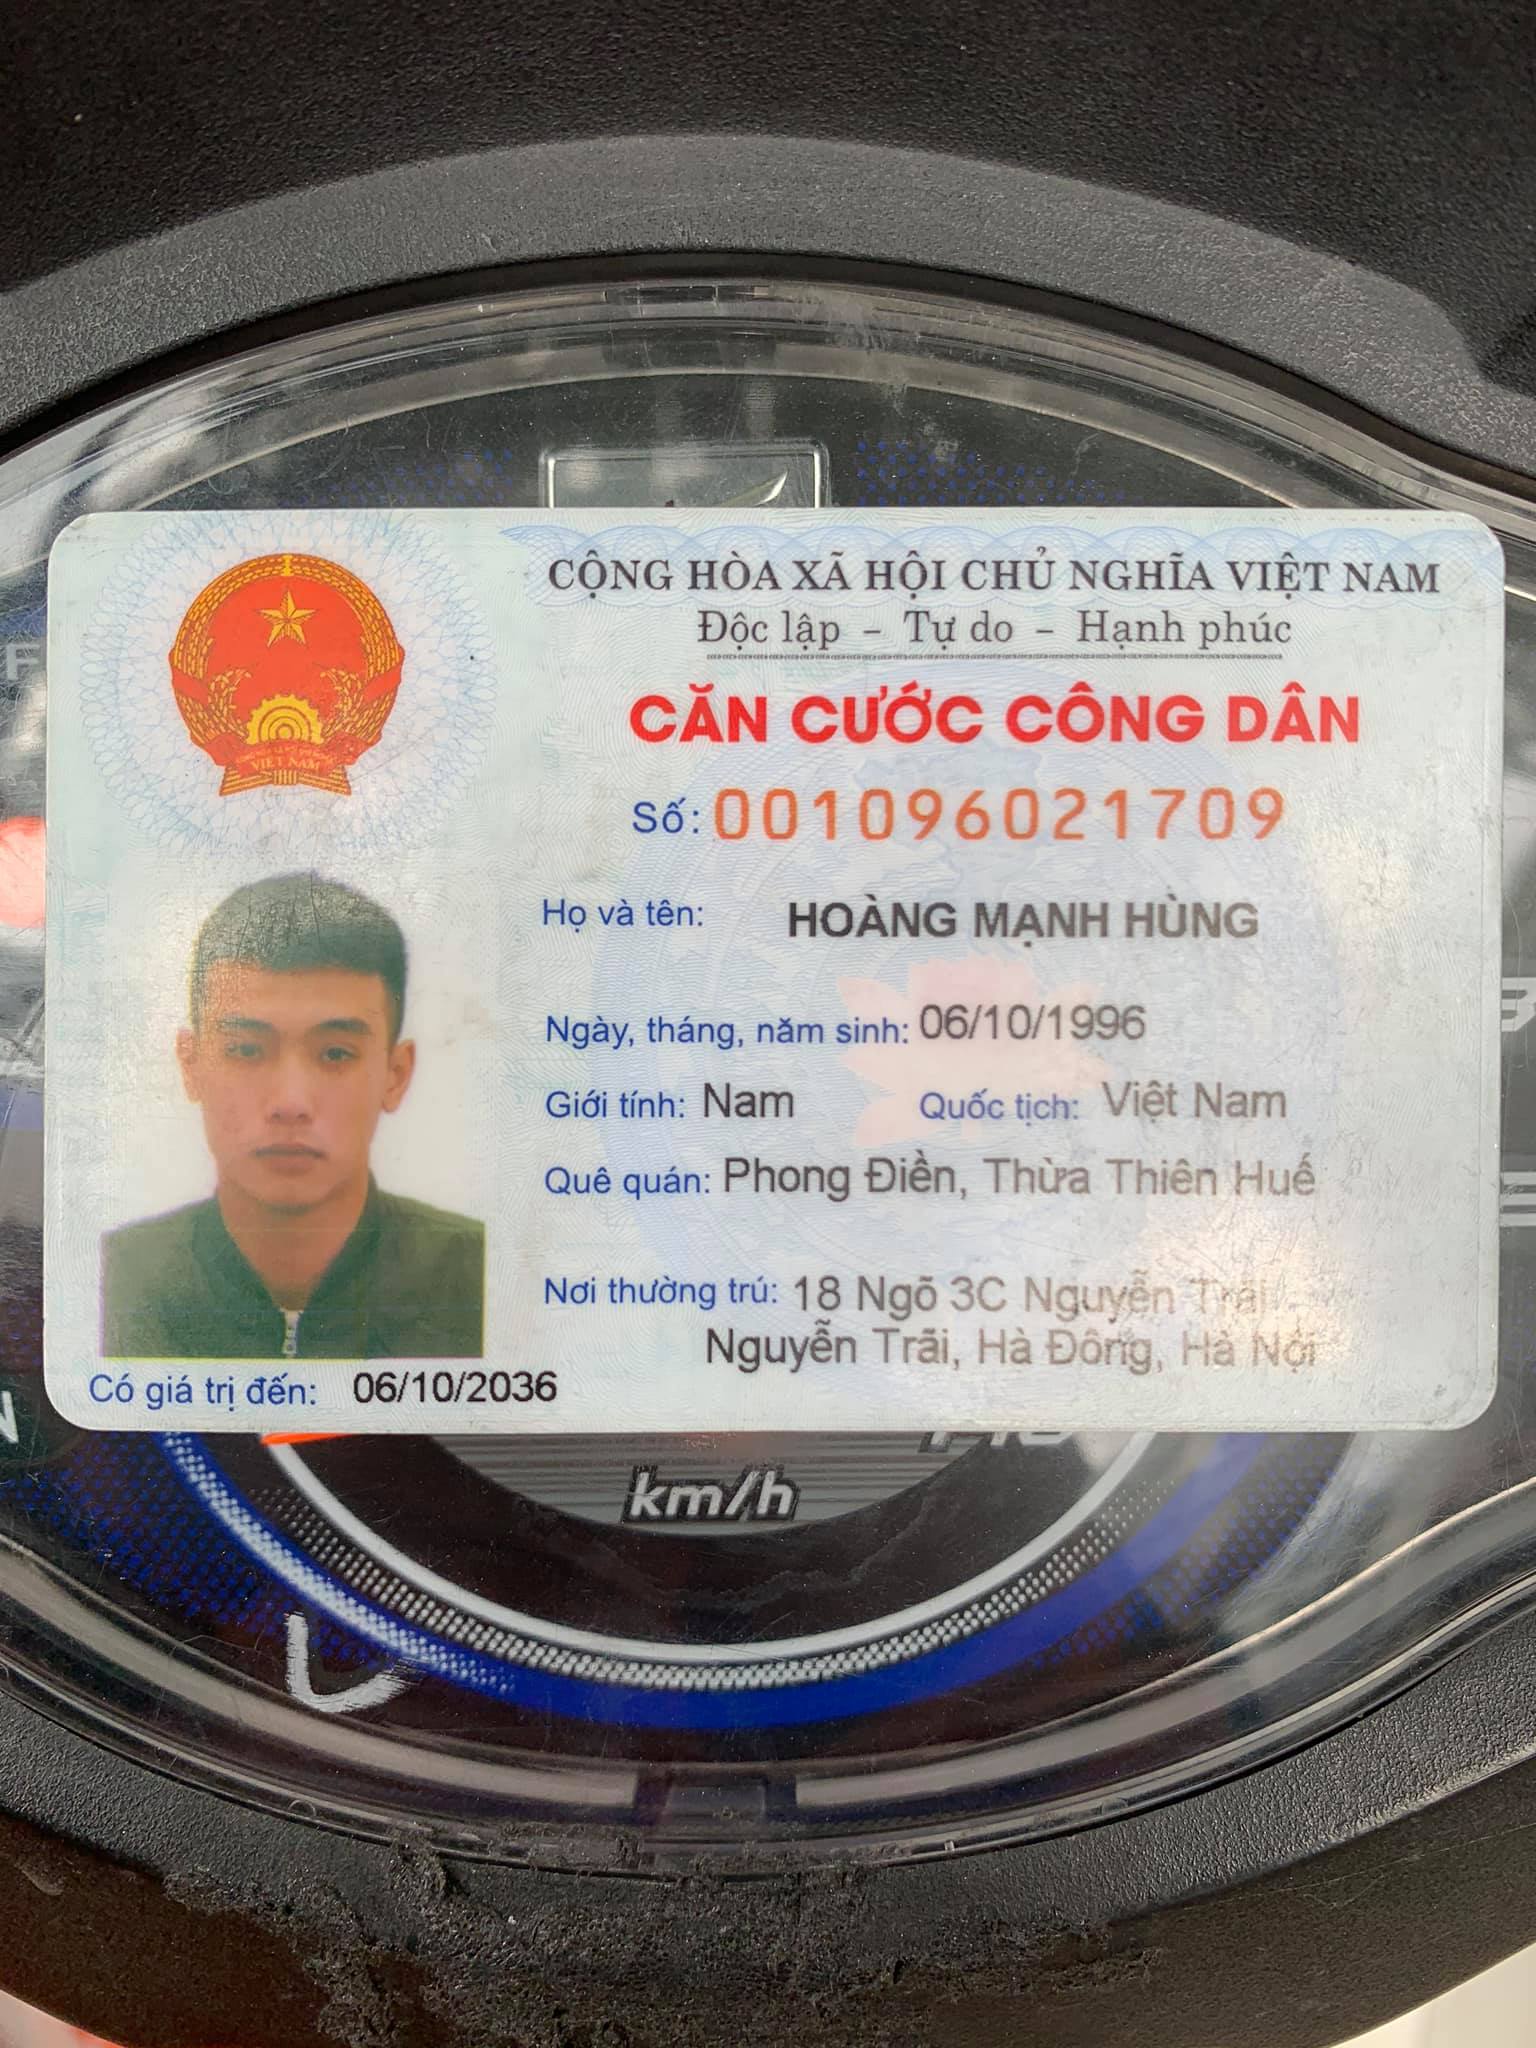 CỘNG HÒA XÃ HỘI CHỦ NGHĨA VIỆT NAM
Độc lập – Tự do – Hạnh phúc
CĂN CƯỚC CÔNG DÂN
Số: 001096021709
Họ và tên: HOÀNG MẠNH HÙNG
Ngày, tháng, năm sinh: 06/10/1996
Giới tính: Nam Quốc tịch: Việt Nam
Quê quán: Phong Điền, Thừa Thiên Huế
Nơi thường trú: 18 Ngõ 3C Nguyễn Trãi
Nguyễn Trãi, Hà Đông, Hà Nội
Có giá trị đến: 06/10/2036
VIỆT NAM
km/h